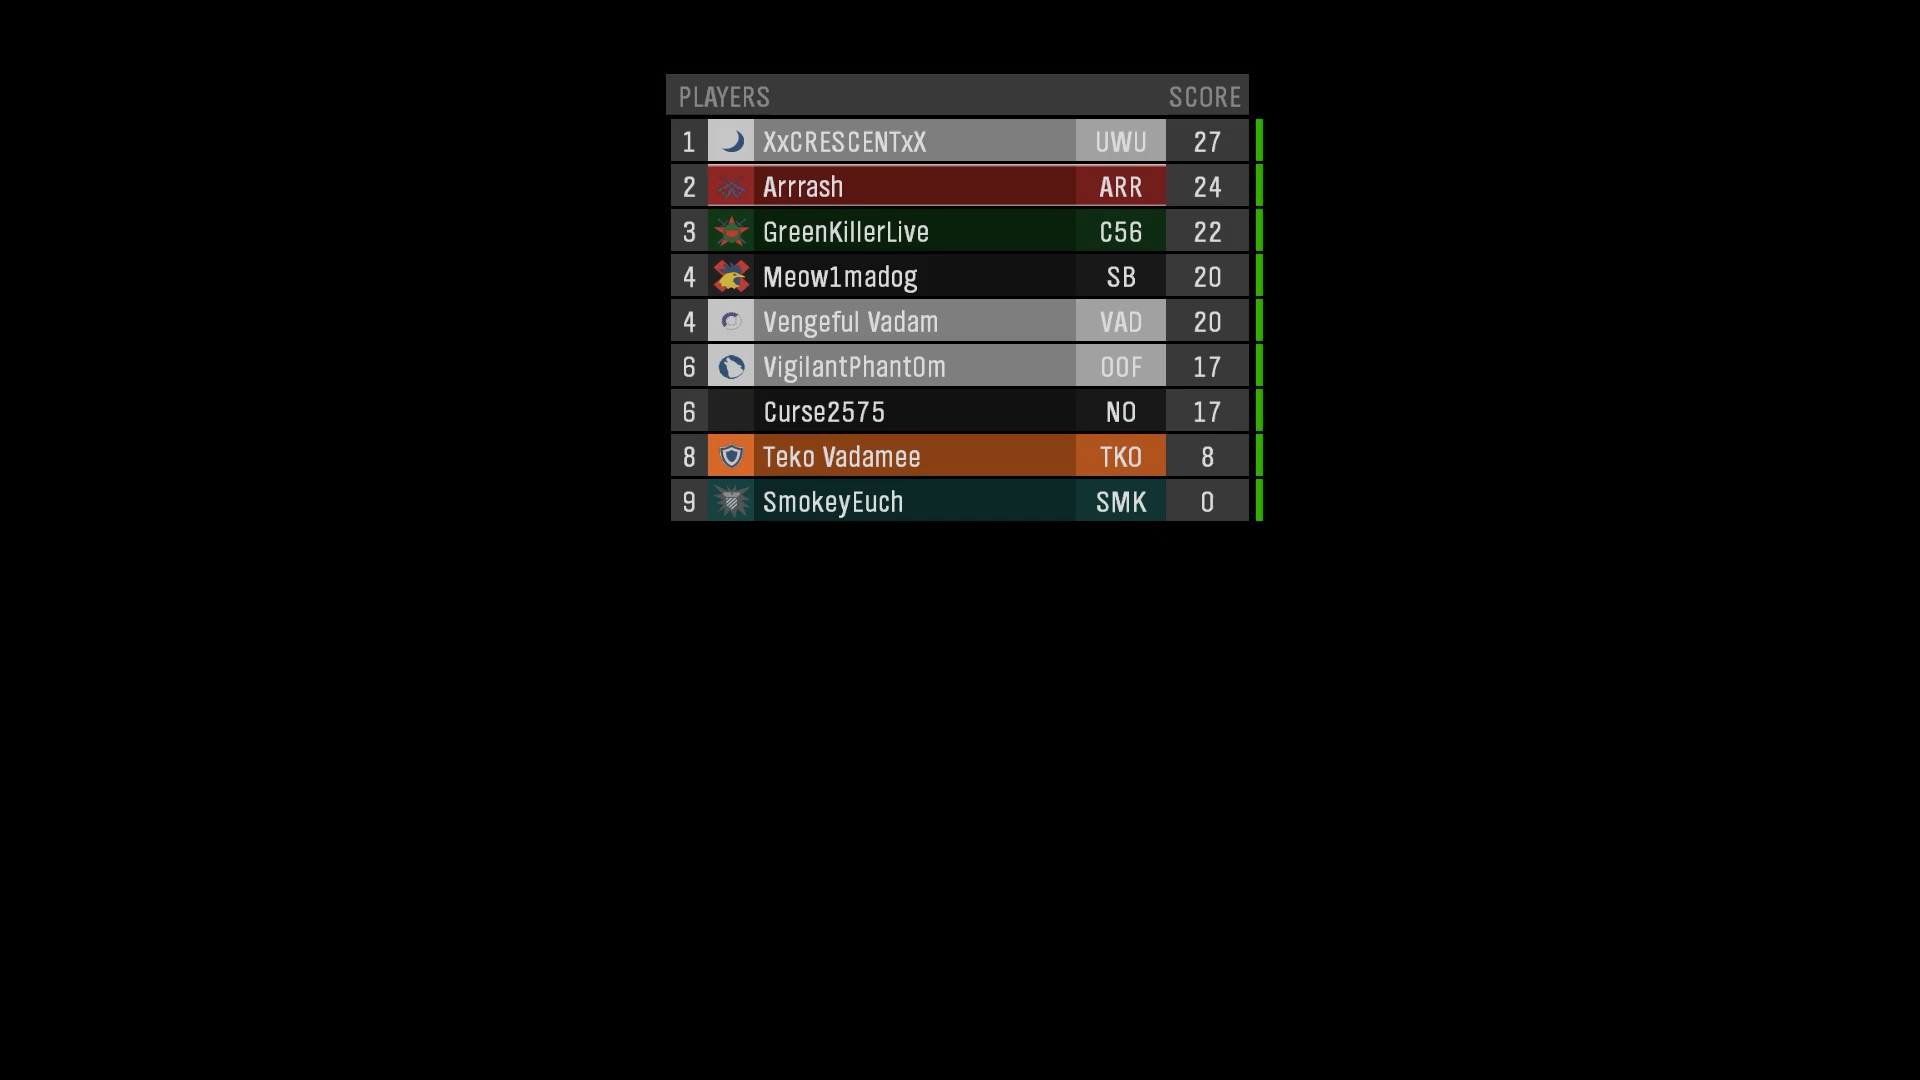 PLAYERS SCORE
1 XxCRESCENTxX UWU 27
2 Arrrash ARR 24
3 GreenKillerLive C56 22
4 Meow1madog SB 20
4 Vengeful Vadam VAD 20
6 VigilantPhant0m OOF 17
6 Curse2575 NO 17
8 Teko Vadamee TKO 8
9 SmokeyEuch SMK 0